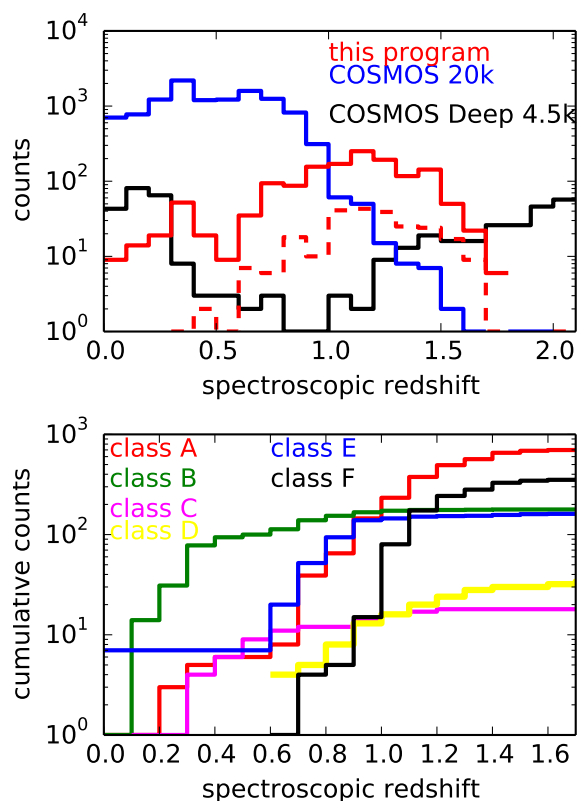 10^4
10^3
10^2
10^1
10^0
counts
this program
COSMOS 20k
COSMOS Deep 4.5k
0.0 0.5 1.0 1.5 2.0
spectroscopic redshift
10^3
10^2
10^1
10^0
cumulative counts
class A class E
class B class F
class C
class D
0.0 0.2 0.4 0.6 0.8 1.0 1.2 1.4 1.6
spectroscopic redshift